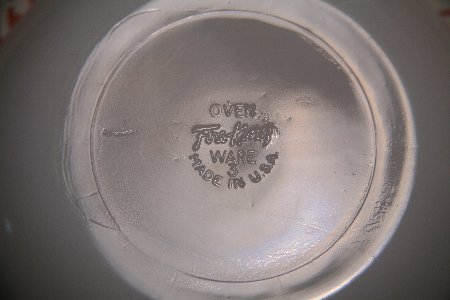 OVEN
Fire-King
WARE
3
MADE IN U.S.A.